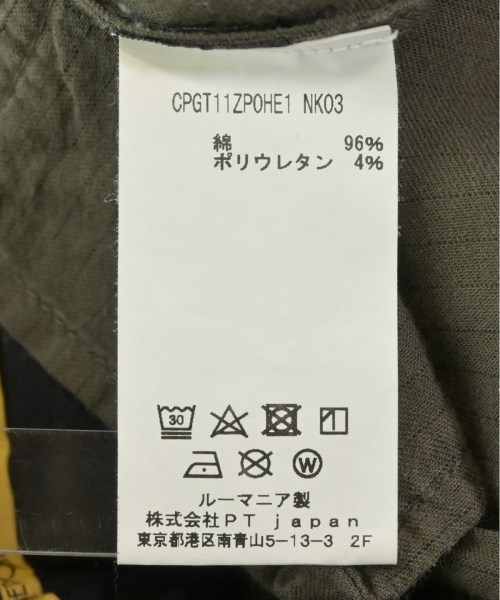 CPGT11ZP0HE1 NK03
綿 96%
ポリウレタン 4%
30
W
ルーマニア製
株式会社PT japan
東京都港区南青山5-13-3 2F